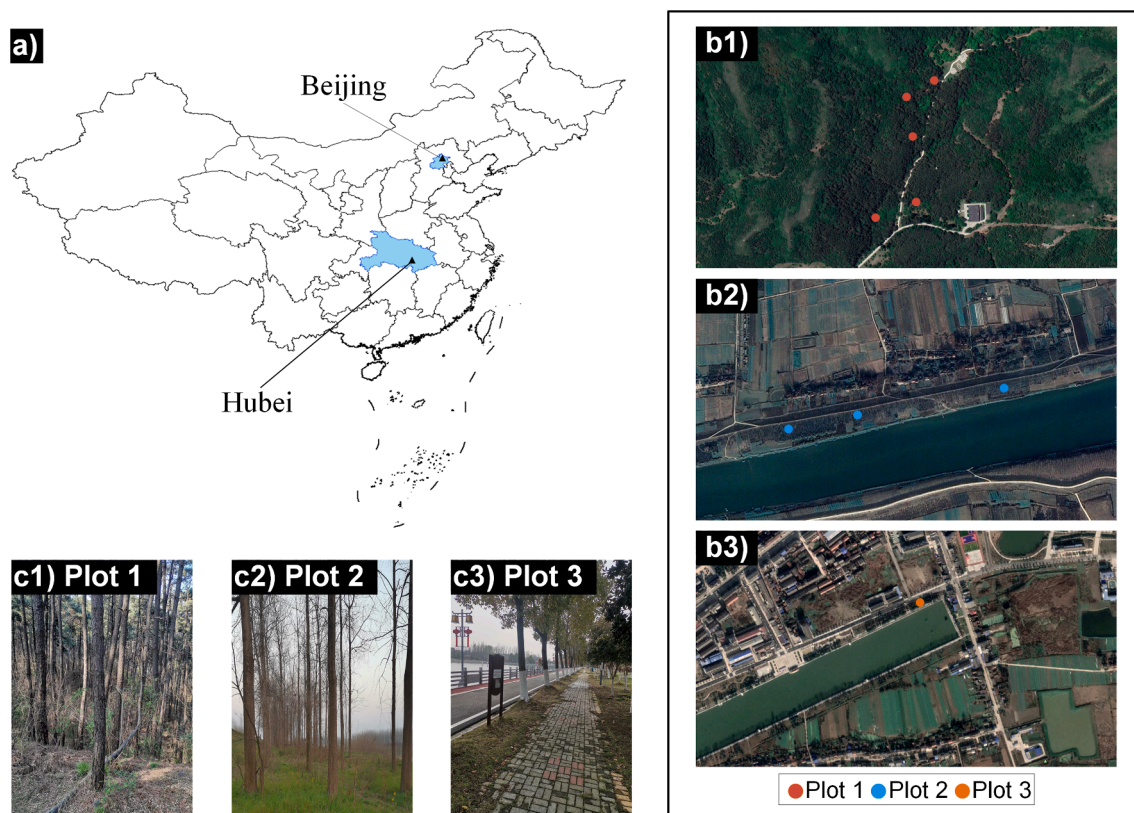 a)
Beijing
Hubei
b1)
b2)
b3)
c1) Plot 1
c2) Plot 2
c3) Plot 3
Plot 1 Plot 2 Plot 3